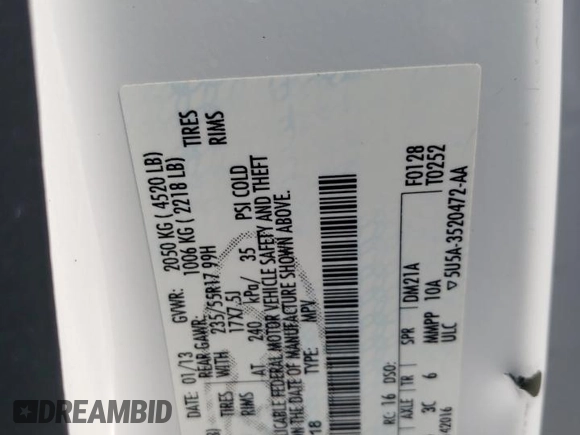 DATE: 01/13 GVWR: 2050 KG ( 4520 LB)
REAR GAWR: 1006 KG ( 2218 LB)
235/55R17 99H TIRES
TIRES WITH
17X7.5J RIMS
RIMS
AT 240 kPa/ 35 PSI COLD
FEDERAL MOTOR VEHICLE SAFETY AND THEFT
ON THE DATE OF MANUFACTURE SHOWN ABOVE.
TYPE: MPV
F0128
T0252
RC: 16 DSO:
AXLE TR SPR DM21A
3C 6 MMPP 10A
ULC ▽5U5A-3520472-AA
DREAMBID